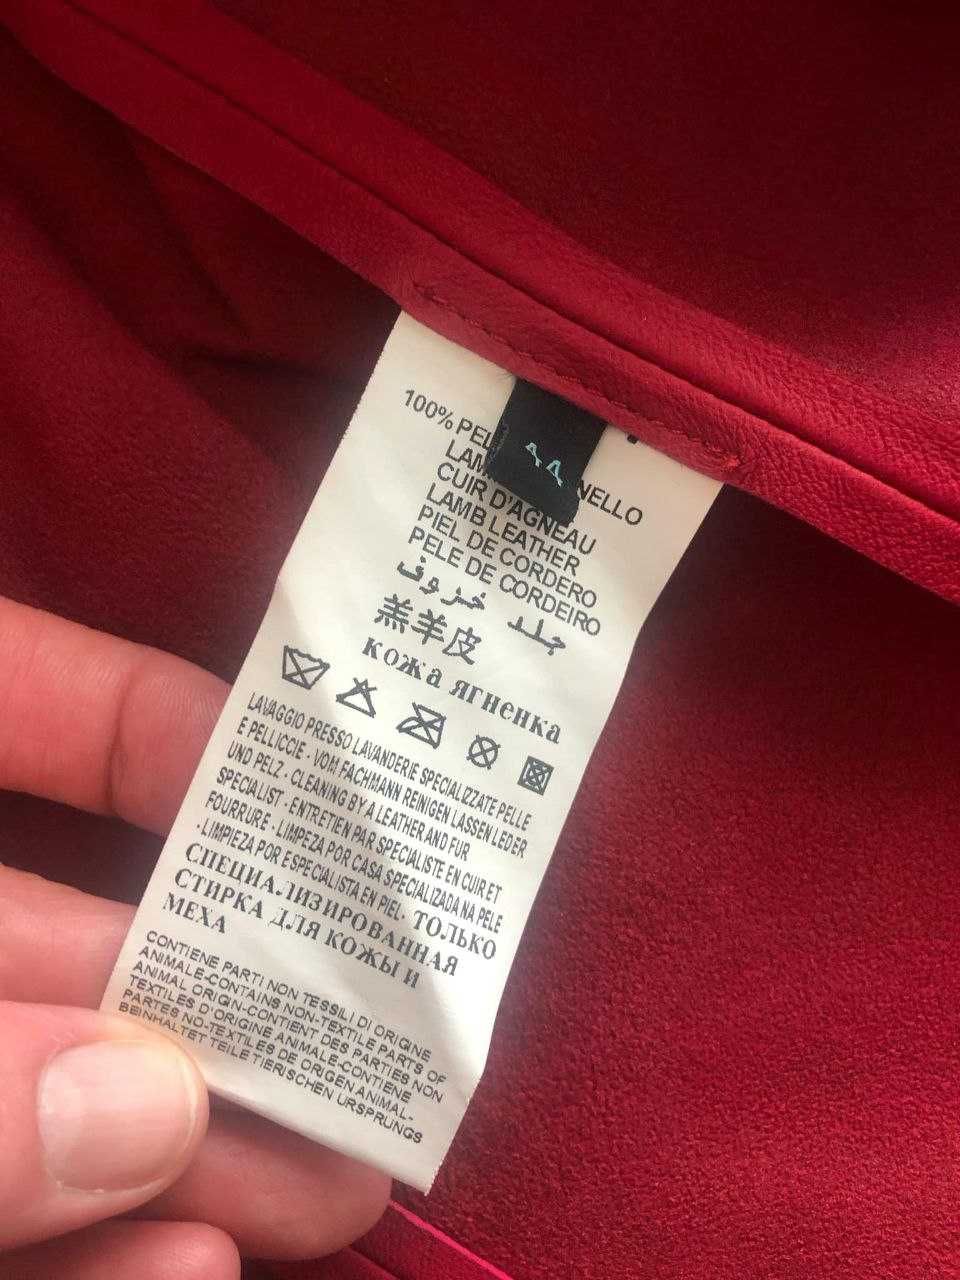 44
100% PEL NELLO
LAM
CUIR D'AGNEAU
LAMB LEATHER
PIEL DE CORDERO
PELE DE CORDEIRO
جلد خروف
羔羊皮
кожа ягненка
LAVAGGIO PRESSO LAVANDERIE SPECIALIZZATE PELLE
E PELLICCIE - VOM FACHMANN REINIGEN LASSEN LEDER
UND PELZ - CLEANING BY A LEATHER AND FUR
SPECIALIST - ENTRETIEN PAR SPECIALISTE EN CUIR ET
FOURRURE - LIMPEZA POR CASA SPECIALIZADA NA PELE
- LIMPIEZA POR ESPECIALISTA EN PIEL - ТОЛЬКО
СПЕЦИАЛИЗИРОВАННАЯ
СТИРКА ДЛЯ КОЖЫ И
МЕХА
CONTIENE PARTI NON TESSILI DI ORIGINE
ANIMALE-CONTAINS NON-TEXTILE PARTS OF
ANIMAL ORIGIN-CONTIENT DES PARTIES NON
TEXTILES D'ORIGINE ANIMALE-CONTIENE
PARTES NO-TEXTILES DE ORIGEN ANIMAL-
BEINHALTET TEILE TIERISCHEN URSPRUNGS